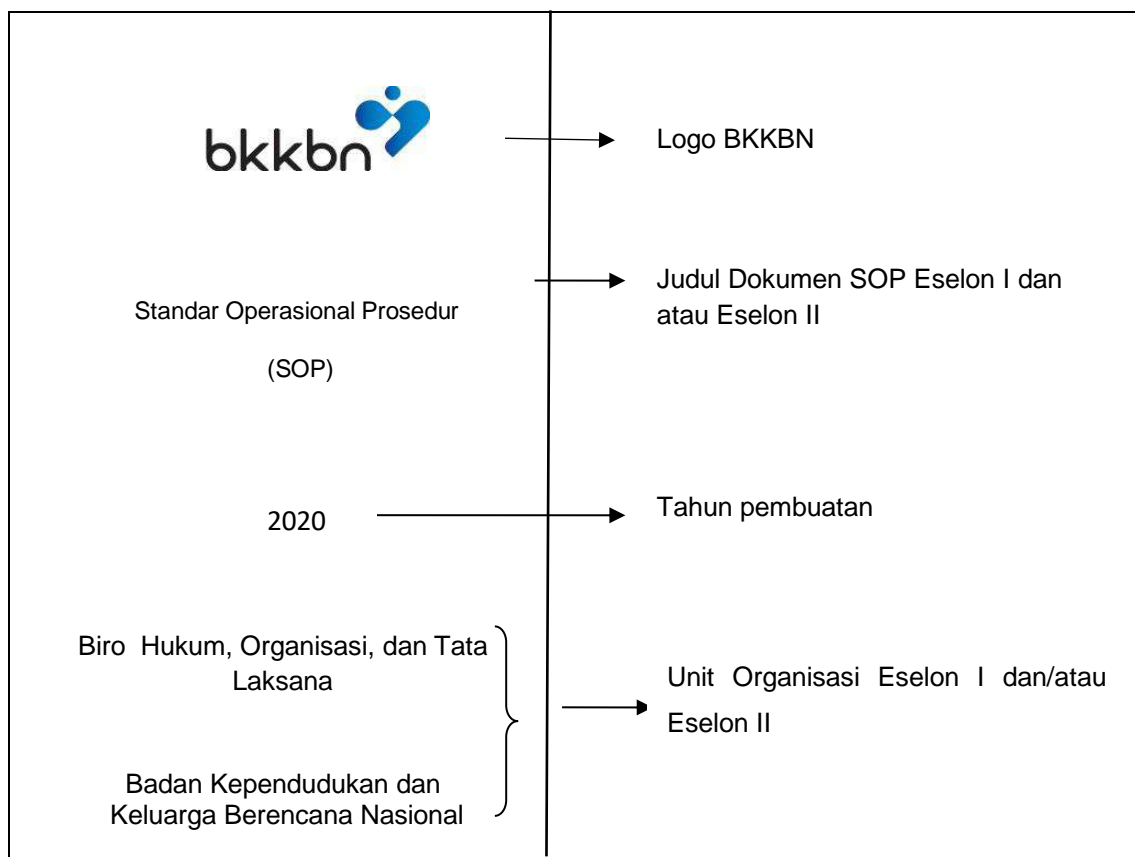 bkkbn
Logo BKKBN
Judul Dokumen SOP Eselon I dan
atau Eselon II
Standar Operasional Prosedur
(SOP)
2020
Tahun pembuatan
Biro Hukum, Organisasi, dan Tata
Laksana
Unit Organisasi Eselon I dan/atau
Eselon II
Badan Kependudukan dan
Keluarga Berencana Nasional